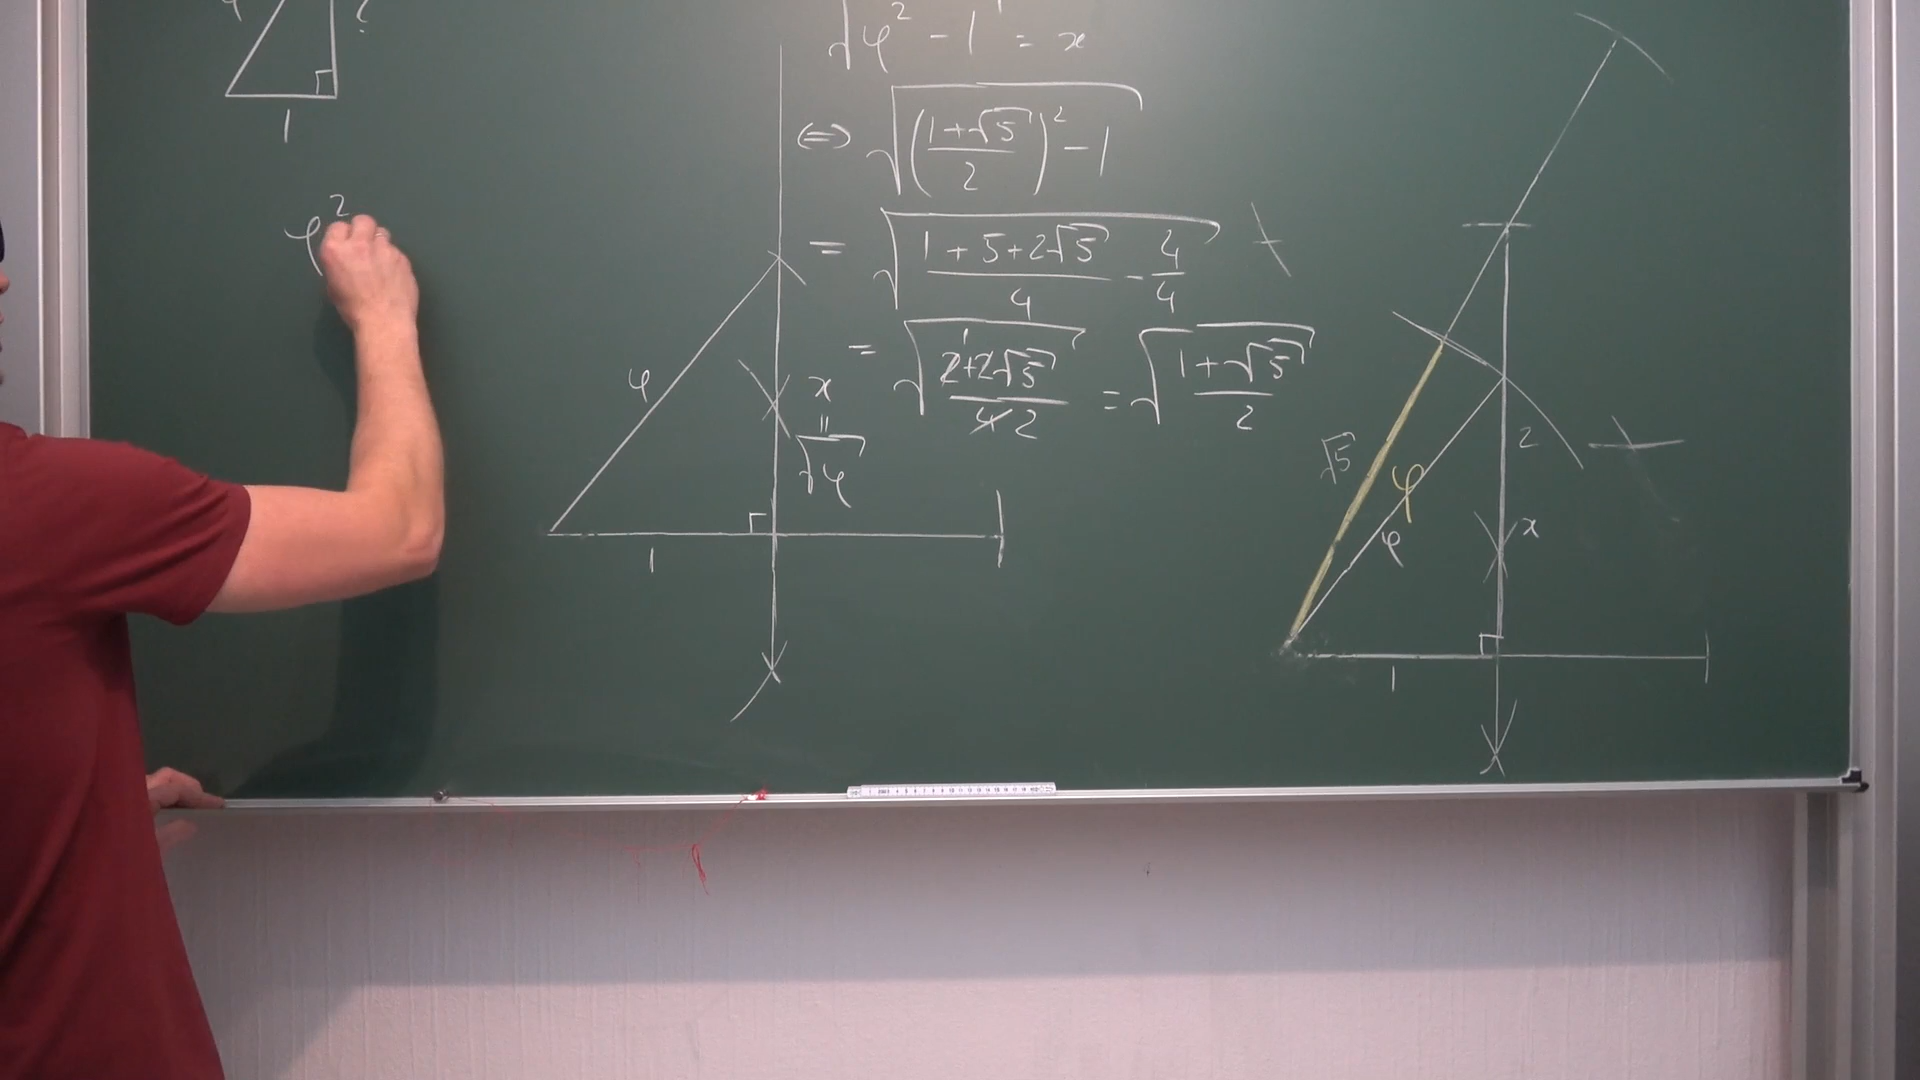 φ ?
1
φ²
√(φ² - 1) = x
⇔ √(((1+√5)/2)² - 1)
= √((1+5+2√5)/4 - 4/4)
= √((2̸ 1+2̸√5)/(4̸ 2)) = √((1+√5)/2)
φ
x
=
√φ
1
√5
φ
φ
2
x
1